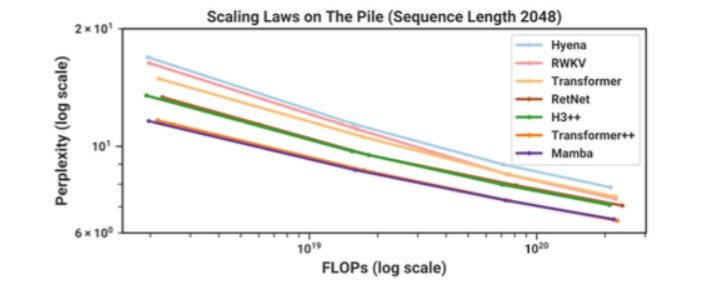 Scaling Laws on The Pile (Sequence Length 2048)
2 × 10¹
Hyena
RWKV
Transformer
RetNet
H3++
Transformer++
Mamba
Perplexity (log scale)
10¹
6 × 10⁰
10¹⁹
10²⁰
FLOPs (log scale)